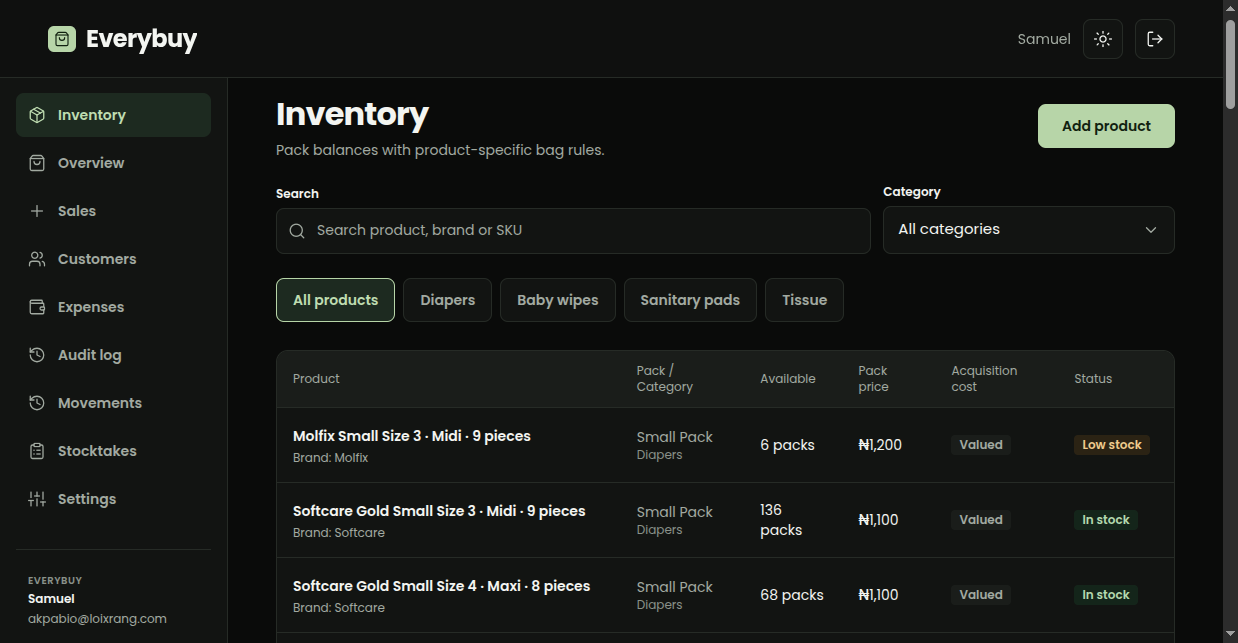 Everybuy
Samuel
Inventory
Overview
Sales
Customers
Expenses
Audit log
Movements
Stocktakes
Settings
EVERYBUY
Samuel
akpabio@loixrang.com
Inventory
Pack balances with product-specific bag rules.
Add product
Search
Search product, brand or SKU
Category
All categories
All products
Diapers
Baby wipes
Sanitary pads
Tissue
Product
Pack /
Category
Available
Pack
price
Acquisition
cost
Status
Molfix Small Size 3 · Midi · 9 pieces
Brand: Molfix
Small Pack
Diapers
6 packs
₦1,200
Valued
Low stock
Softcare Gold Small Size 3 · Midi · 9 pieces
Brand: Softcare
Small Pack
Diapers
136
packs
₦1,100
Valued
In stock
Softcare Gold Small Size 4 · Maxi · 8 pieces
Brand: Softcare
Small Pack
Diapers
68 packs
₦1,100
Valued
In stock